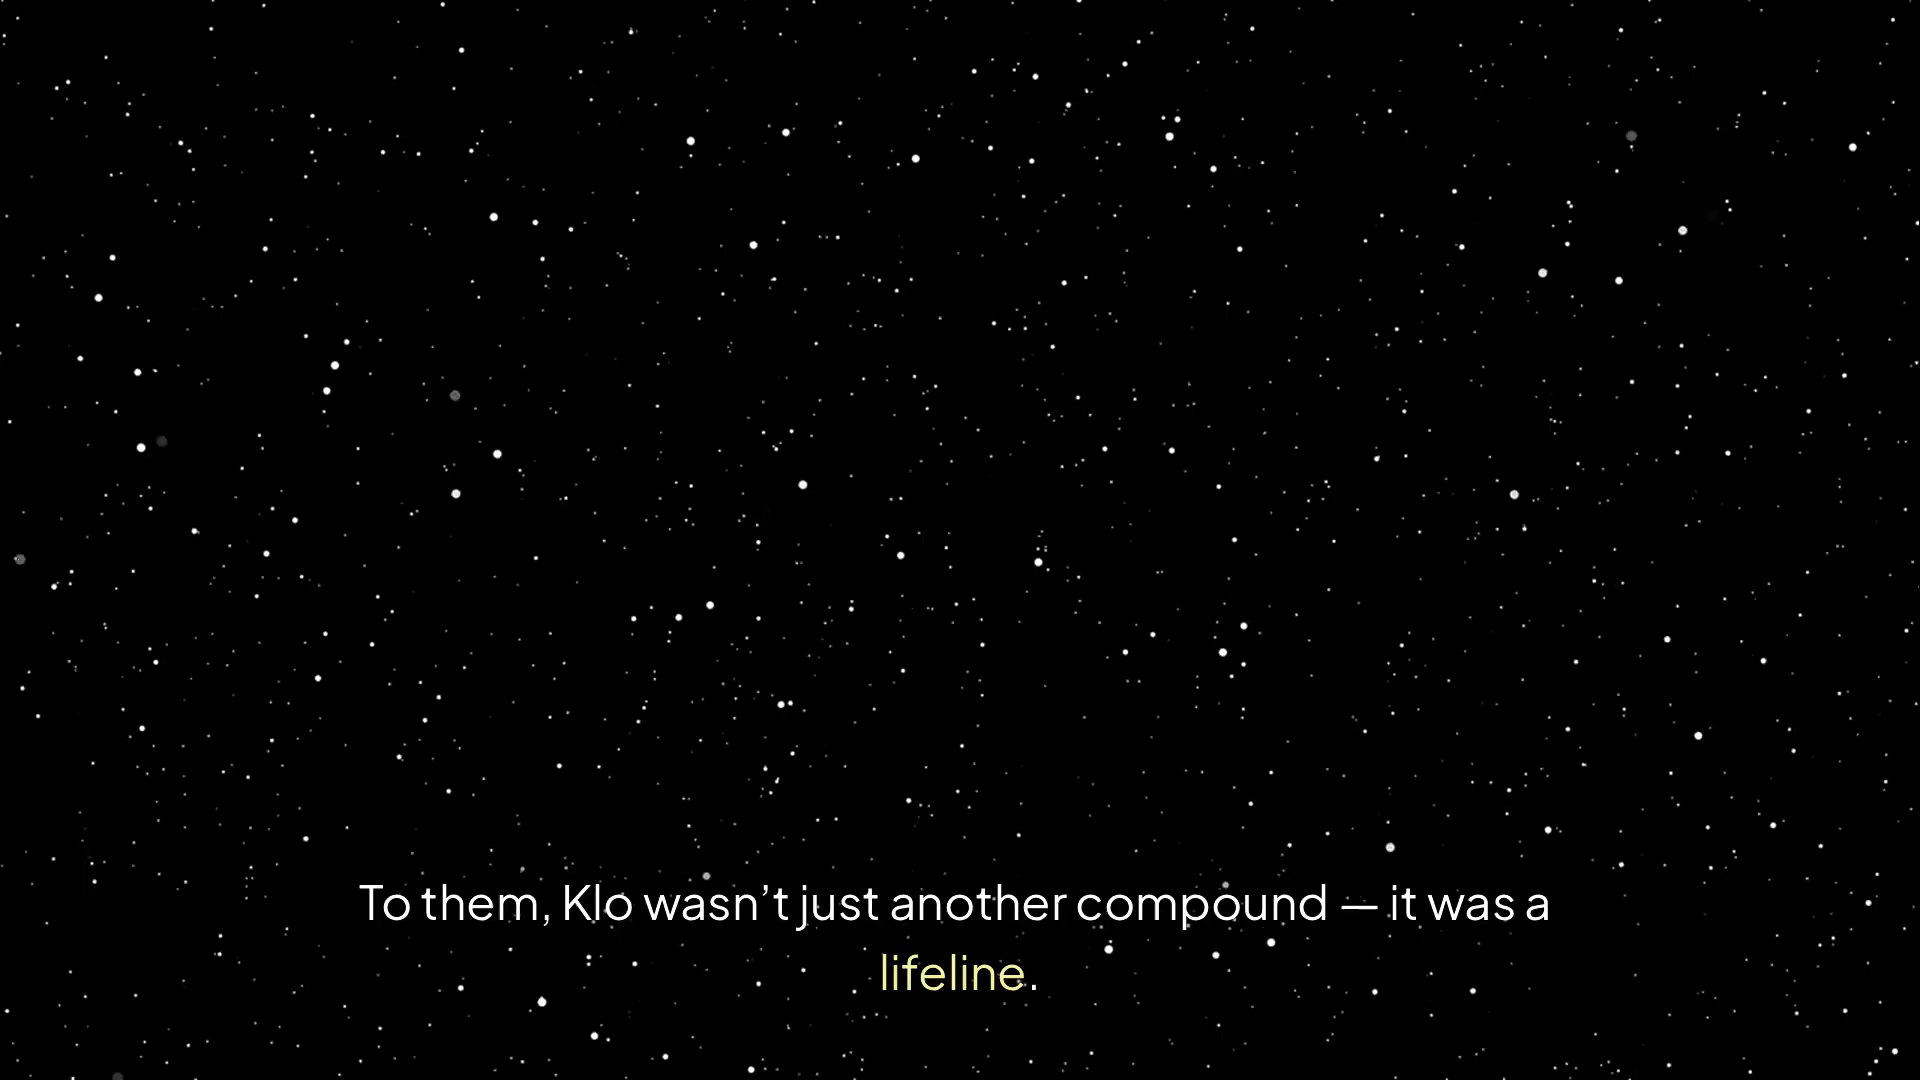 To them, Klo wasn’t just another compound — it was a
lifeline.